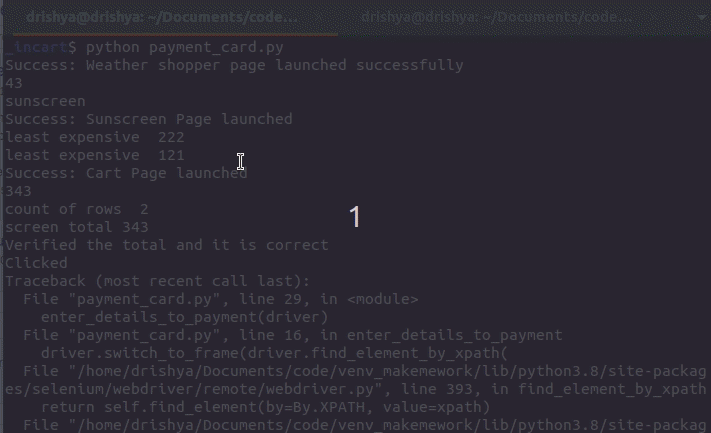 drishya@drishya: ~/Documents/code... drishya@drishya: ~/Documents/code...
_incart$ python payment_card.py
Success: Weather shopper page launched successfully
43
sunscreen
Success: Sunscreen Page launched
least expensive  222
least expensive  121
Success: Cart Page launched
343
count of rows  2
screen total 343
1
Verified the total and it is correct
Clicked
Traceback (most recent call last):
  File "payment_card.py", line 29, in <module>
    enter_details_to_payment(driver)
  File "payment_card.py", line 16, in enter_details_to_payment
    driver.switch_to_frame(driver.find_element_by_xpath(
  File "/home/drishya/Documents/code/venv_makemework/lib/python3.8/site-packag
es/selenium/webdriver/remote/webdriver.py", line 393, in find_element_by_xpath
    return self.find_element(by=By.XPATH, value=xpath)
  File "/home/drishya/Documents/code/venv_makemework/lib/python3.8/site-packag